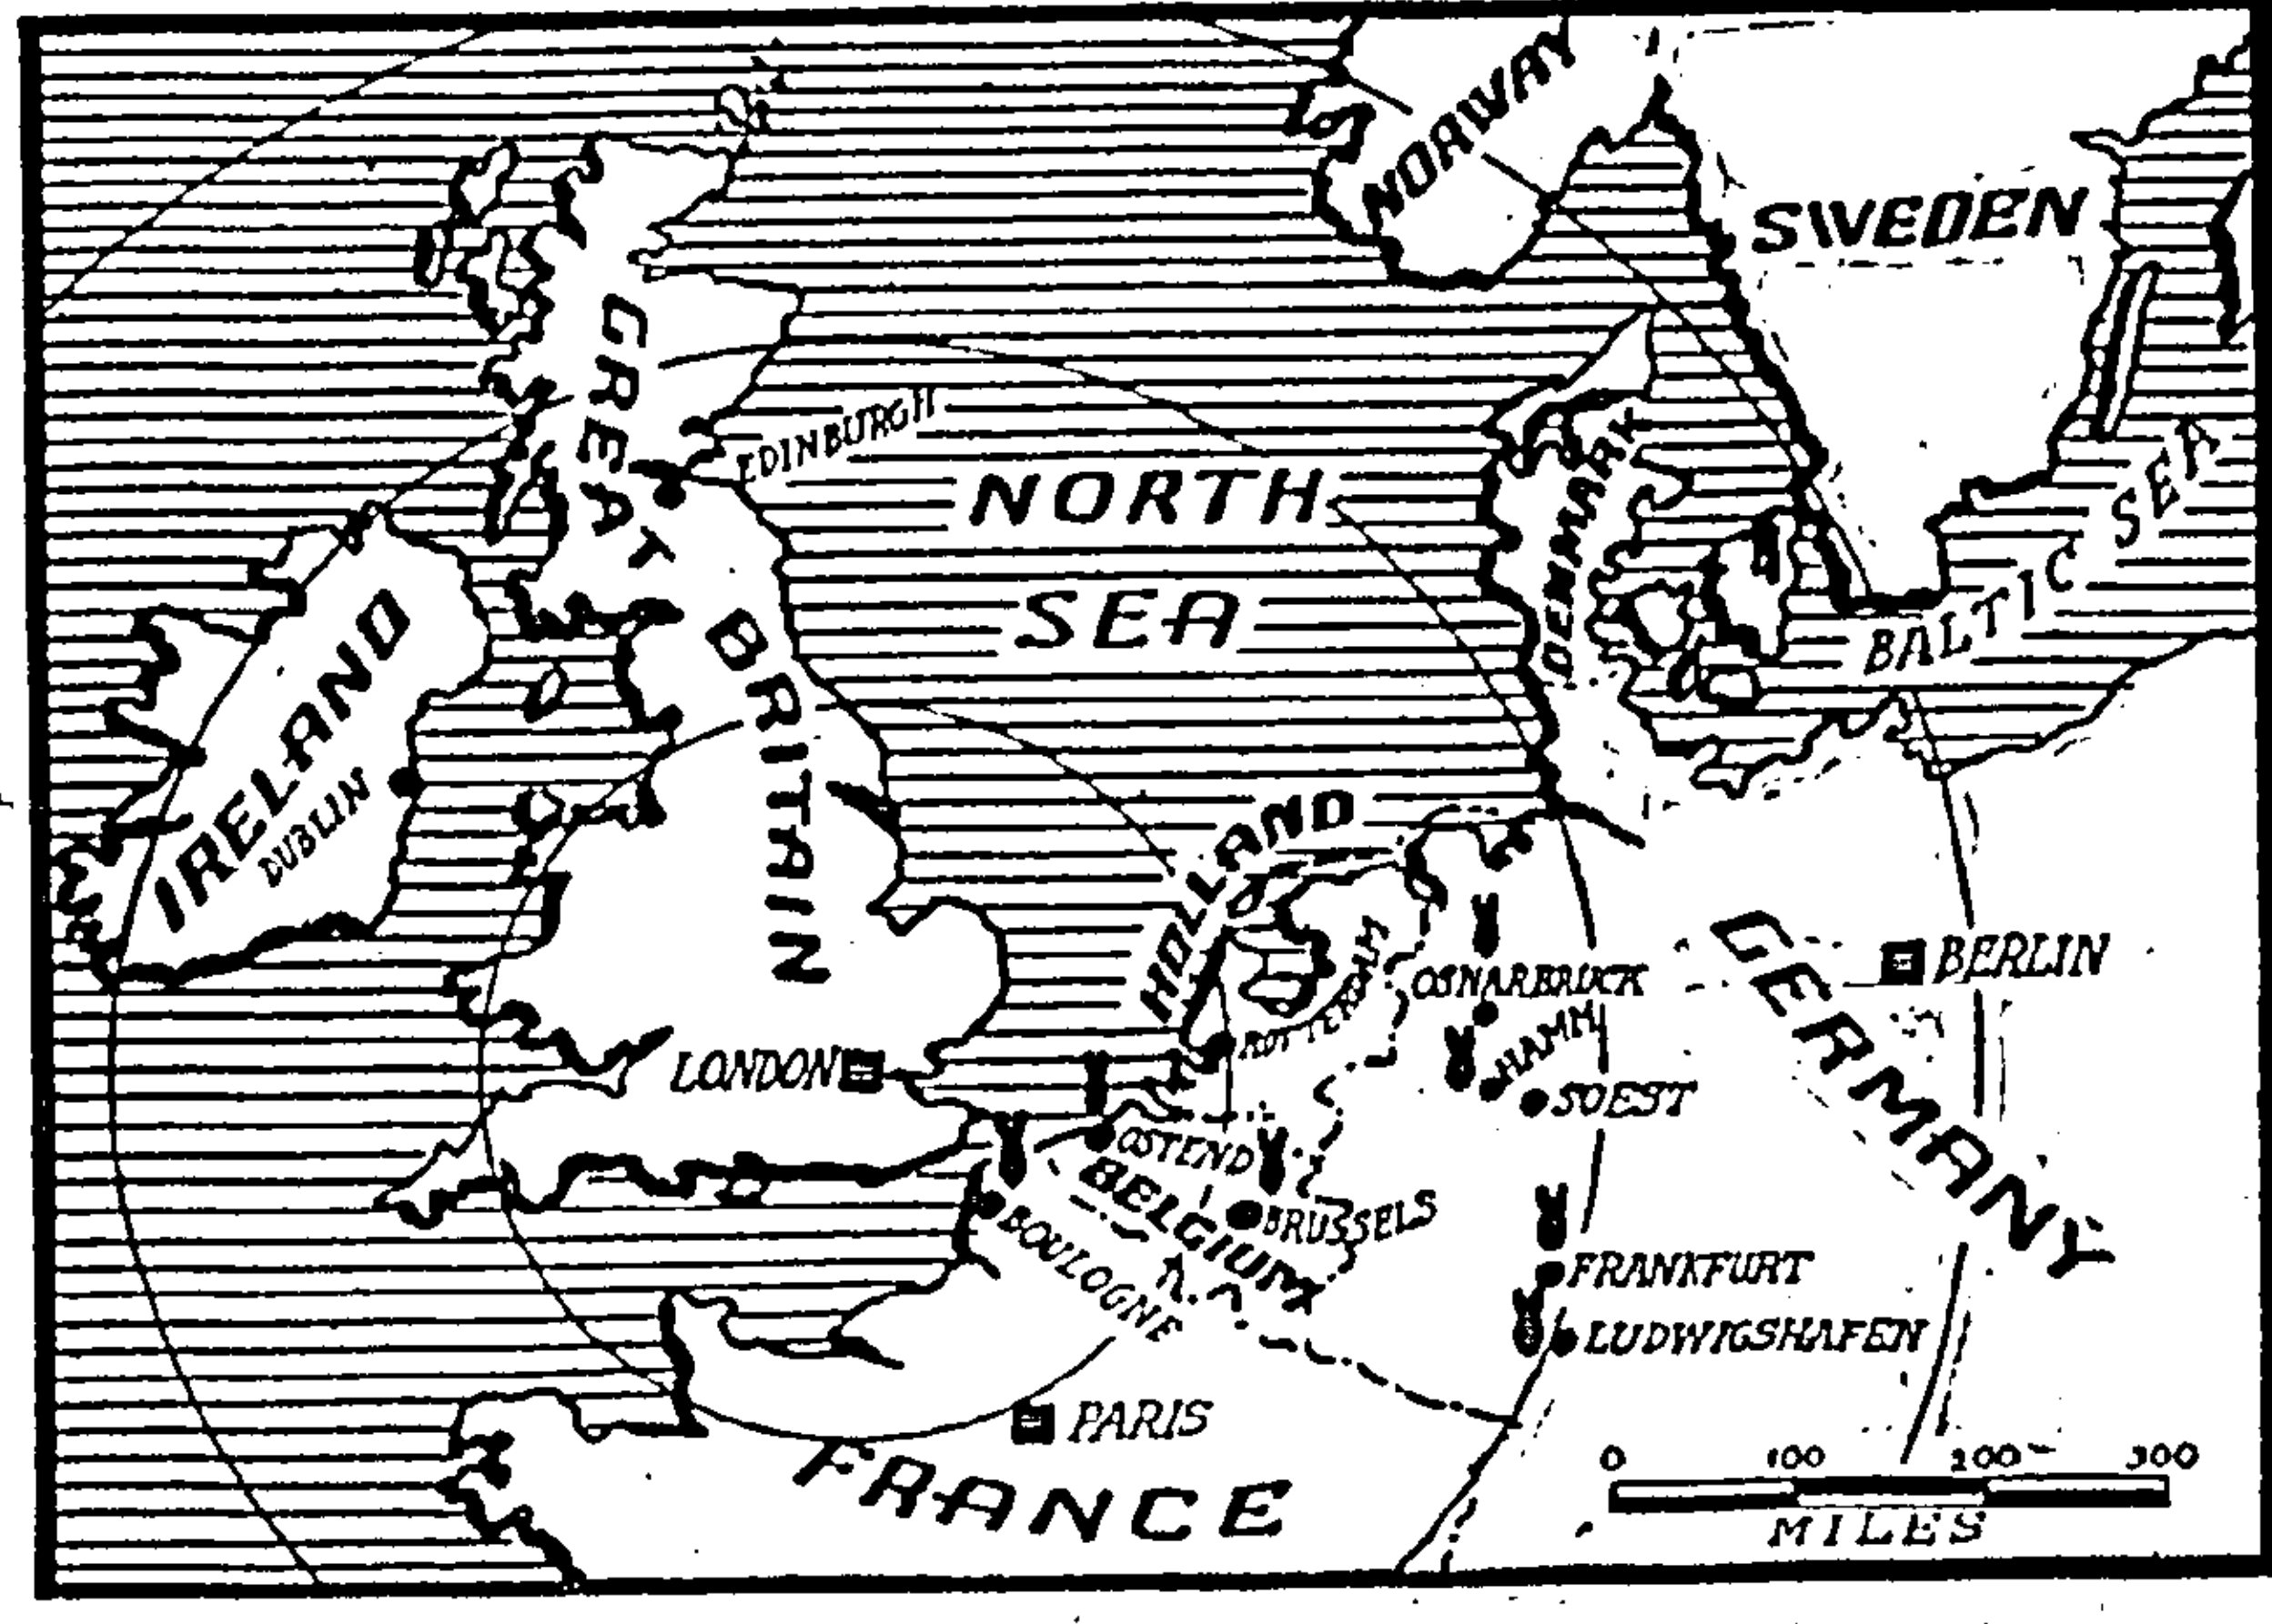 NORWAY
SWEDEN
GREAT BRITAIN
EDINBURGH
NORTH
SEA
DENMARK
BALTIC SEA
IRELAND
DUBLIN
HOLLAND
ROTTERDAM
OSNARBRUCK
HAMM
SOEST
GERMANY
BERLIN
LONDON
OSTEND
BELGIUM
BRUSSELS
BOULOGNE
FRANKFURT
LUDWIGSHAFEN
PARIS
FRANCE
0 100 200 300
MILES